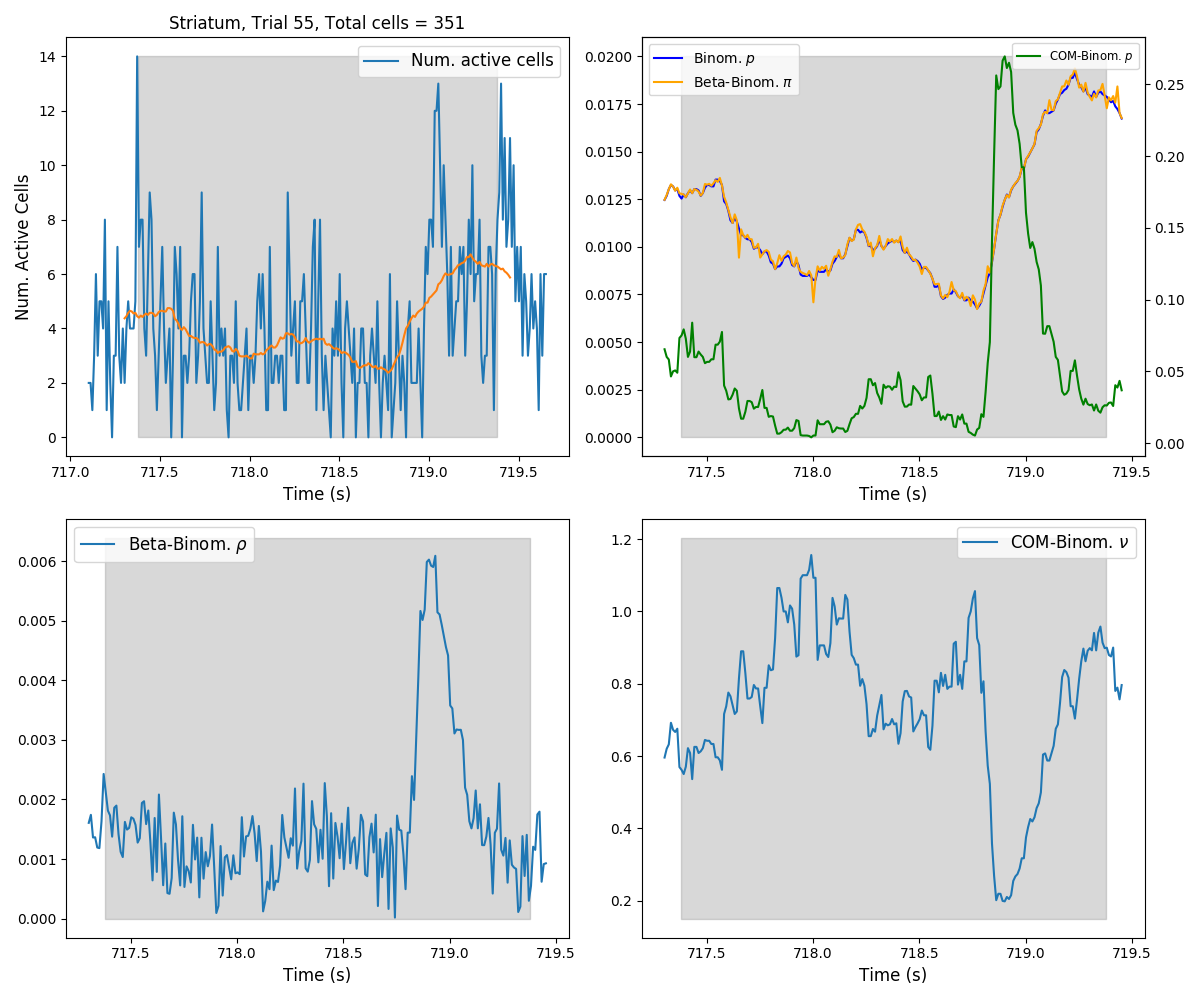 Striatum, Trial 55, Total cells = 351
Num. active cells
Num. Active Cells
14
12
10
8
6
4
2
0
717.0 717.5 718.0 718.5 719.0 719.5
Time (s)
Binom. p
Beta-Binom. π
COM-Binom. p
0.0200
0.0175
0.0150
0.0125
0.0100
0.0075
0.0050
0.0025
0.0000
0.25
0.20
0.15
0.10
0.05
0.00
717.5 718.0 718.5 719.0 719.5
Time (s)
Beta-Binom. ρ
0.006
0.005
0.004
0.003
0.002
0.001
0.000
717.5 718.0 718.5 719.0 719.5
Time (s)
COM-Binom. ν
1.2
1.0
0.8
0.6
0.4
0.2
717.5 718.0 718.5 719.0 719.5
Time (s)